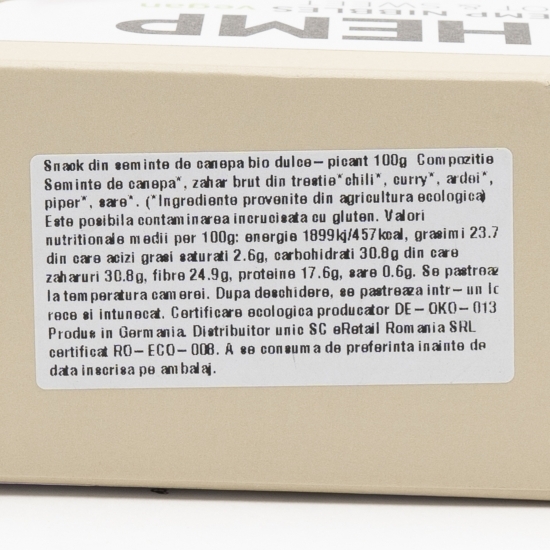 HEMP NIBBLES vegan
HEMP
Snack din seminte de canepa bio dulce-picant 100g Compozitie
Seminte de canepa*, zahar brut din trestie*chili*, curry*, ardei*,
piper*, sare*. (*Ingrediente provenite din agricultura ecologica)
Este posibila contaminarea incrucisata cu gluten. Valori
nutritionale medii per 100g: energie 1899kj/457kcal, grasimi 23.7
din care acizi grasi saturati 2.6g, carbohidrati 30.8g din care
zaharuri 30.8g, fibre 24.9g, proteine 17.6g, sare 0.6g. Se pastreaz
la temperatura camerei. Dupa deschidere, se pastreaza intr-un lo
rece si intunecat. Certificare ecologica producator DE-OKO-013
Produs in Germania. Distribuitor unic SC eRetail Romania SRL
certificat RO-ECO-008. A se consuma de preferinta inainte de
data inscrisa pe ambalaj.